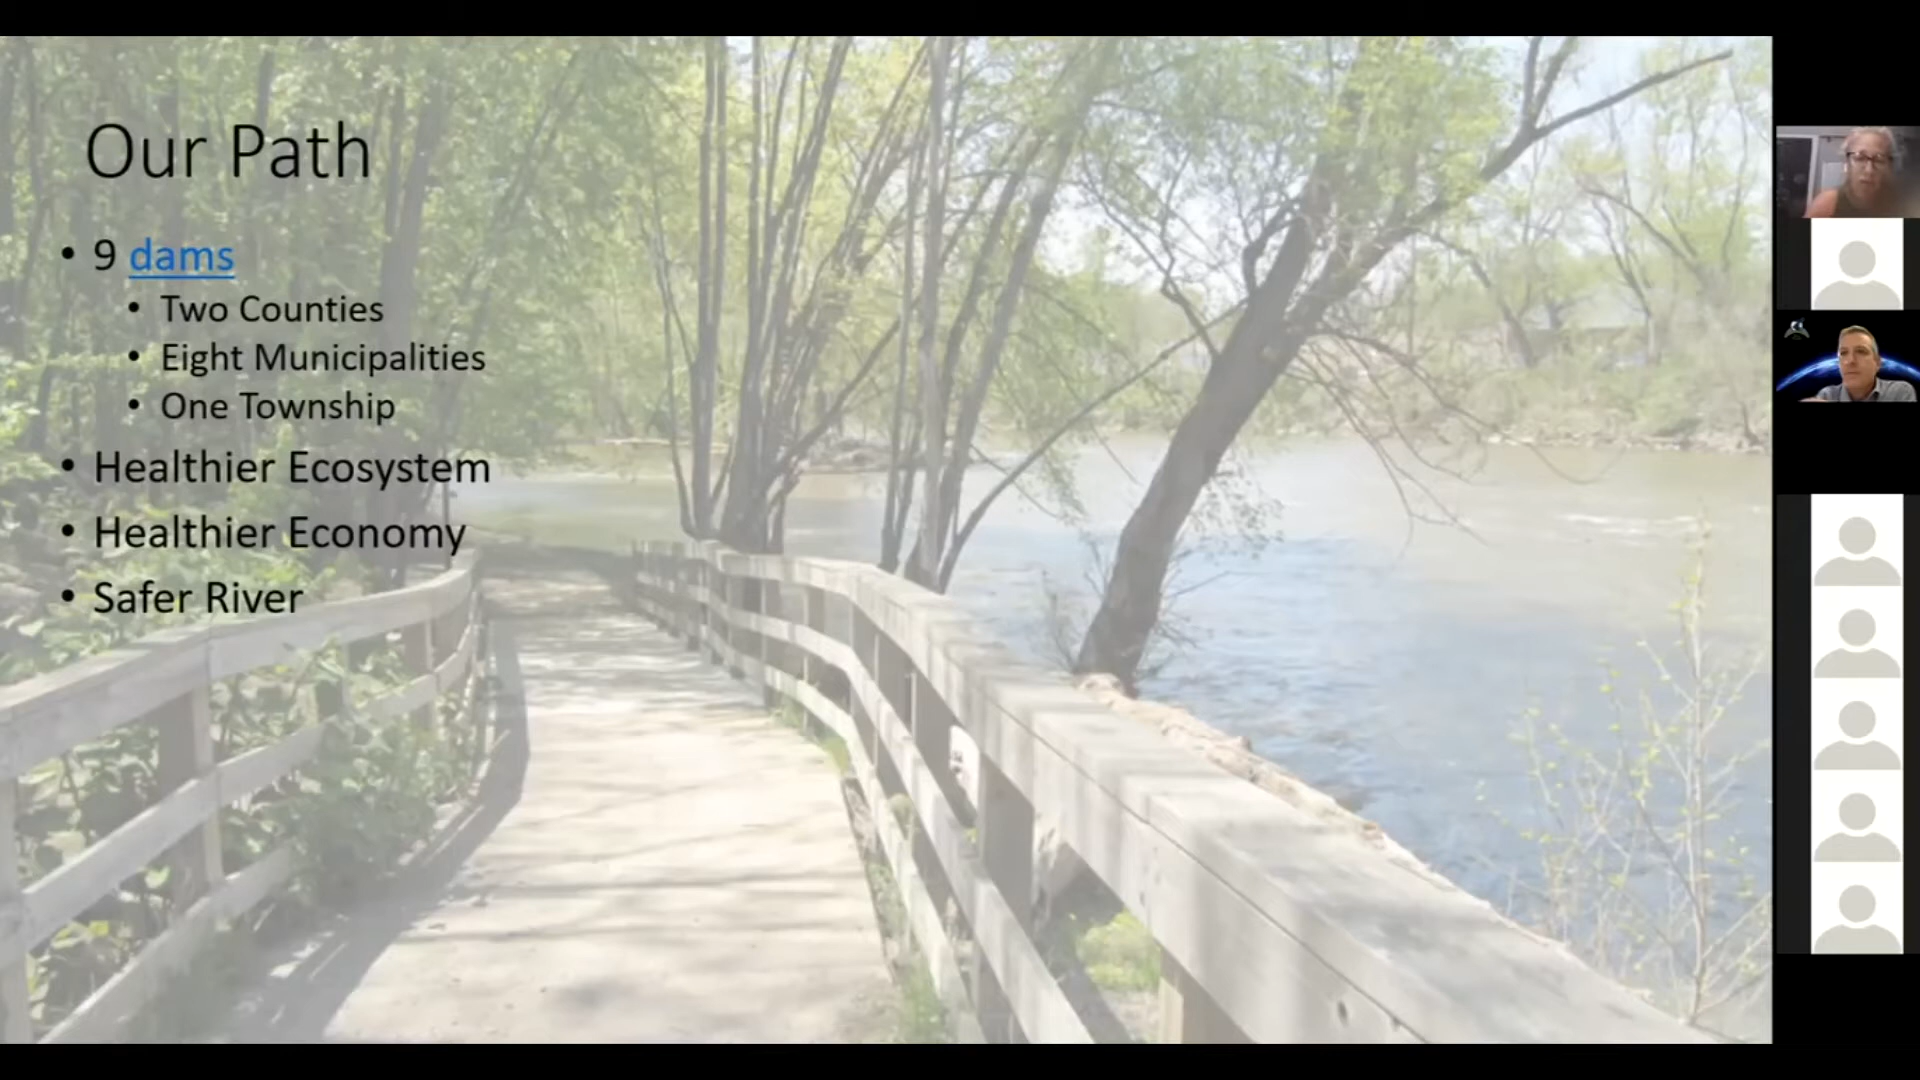 Our Path
• 9 dams
• Two Counties
• Eight Municipalities
• One Township
• Healthier Ecosystem
• Healthier Economy
• Safer River